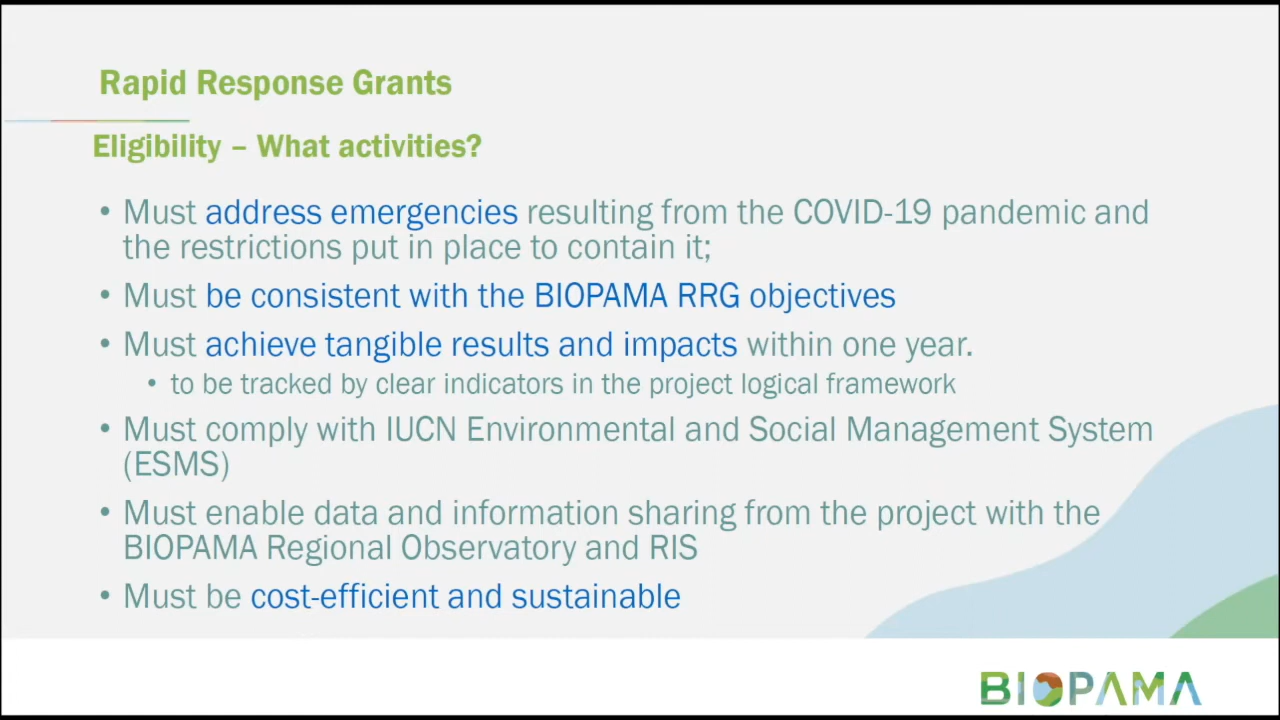 Rapid Response Grants
Eligibility – What activities?
• Must address emergencies resulting from the COVID-19 pandemic and
the restrictions put in place to contain it;
• Must be consistent with the BIOPAMA RRG objectives
• Must achieve tangible results and impacts within one year.
• to be tracked by clear indicators in the project logical framework
• Must comply with IUCN Environmental and Social Management System
(ESMS)
• Must enable data and information sharing from the project with the
BIOPAMA Regional Observatory and RIS
• Must be cost-efficient and sustainable
BIOPAMA